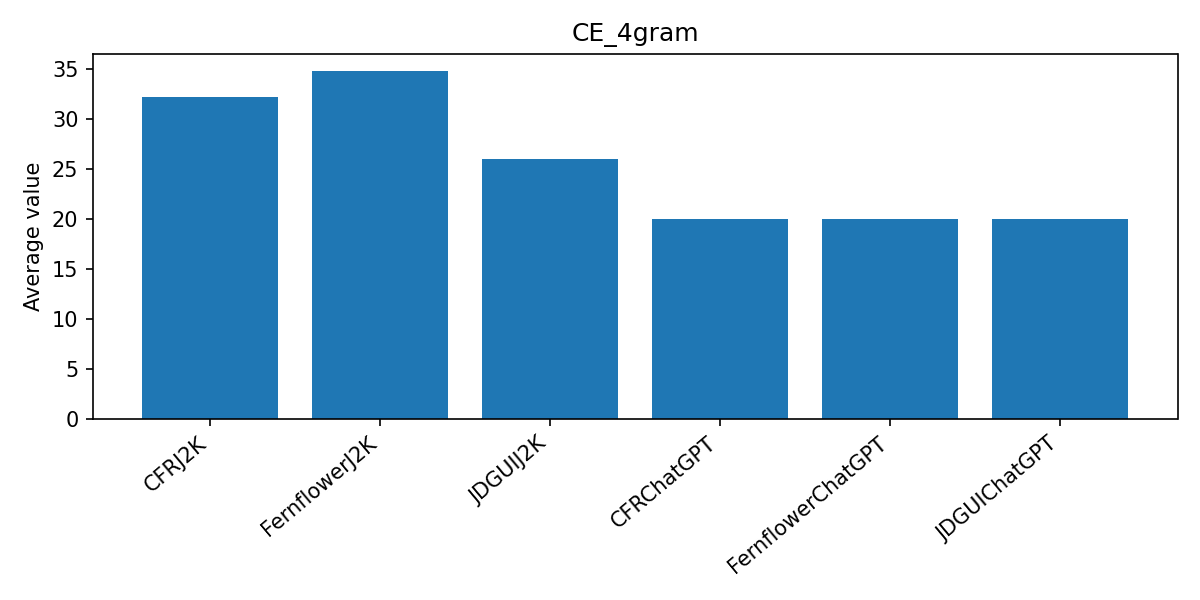 CE_4gram
Average value
35
30
25
20
15
10
5
0
CFRJ2K
FernflowerJ2K
JDGUIJ2K
CFRChatGPT
FernflowerChatGPT
JDGUIChatGPT